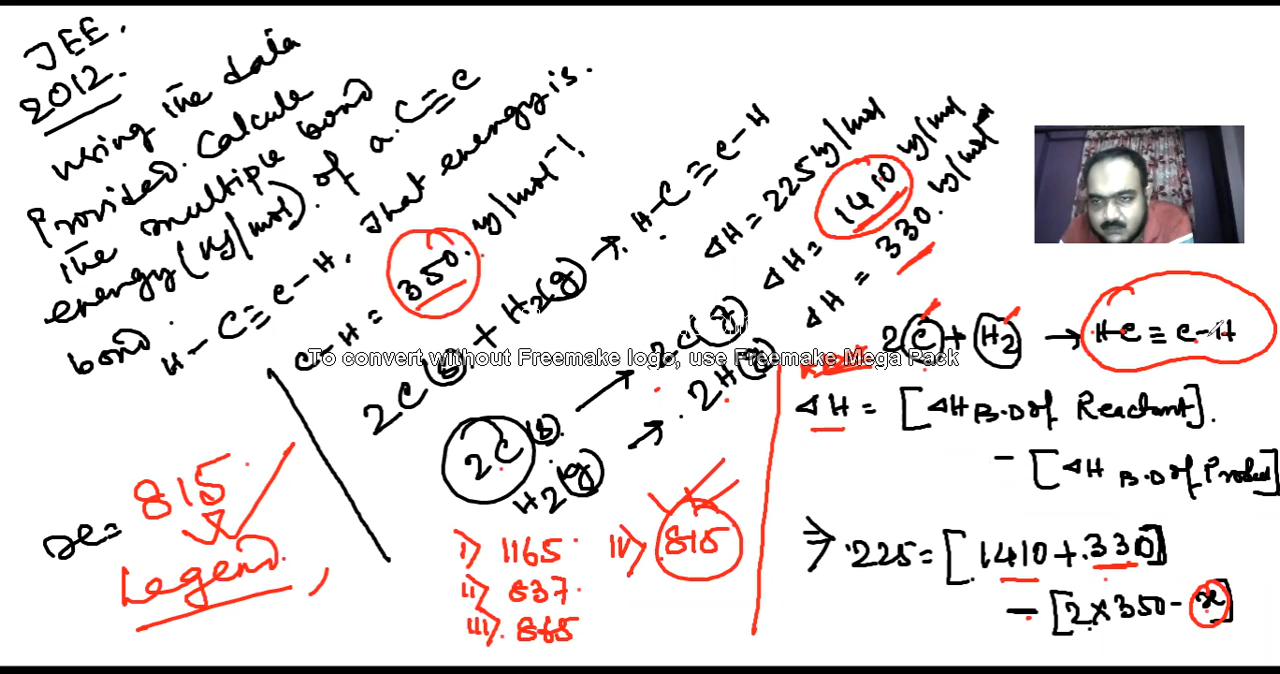 JEE.
2012.
using the data
Provided. Calcule
the multiple bond
energy (kJ/mol). of a. C≡C
bond. H-C≡C-H, That energy is.
C-H = 350. kJ/mol⁻¹,
2C(s) + H₂(g) → H-C≡C-H
ΔH = 225 kJ/mol
2C(s) → 2C(g) ΔH = 1410 kJ/mol
H₂(g) → 2H(g) ΔH = 330. kJ/mol⁻¹
To convert without Freemake logo, use Freemake Mega Pack
x = 815.
Legend.,
i) 1165
ii) 837
iii) 865
iv) 815
2C + H₂ → HC≡C-H
ΔH = [ΔH B.D of Reactant].
- [ΔH B.D of Product]
⇒ 225 = [1410 + 330]
- [2×350 - x]